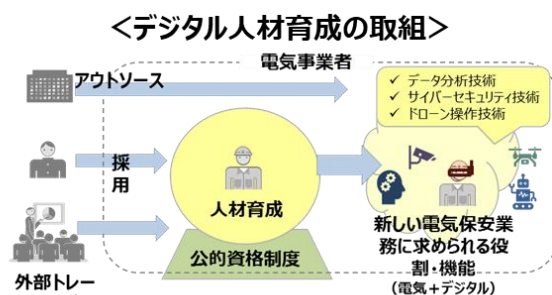 ＜デジタル人材育成の取組＞
電気事業者
アウトソース
✓ データ分析技術
✓ サイバーセキュリティ技術
✓ ドローン操作技術
採用
人材育成
公的資格制度
新しい電気保安業
務に求められる役
割・機能
(電気＋デジタル)
外部トレー